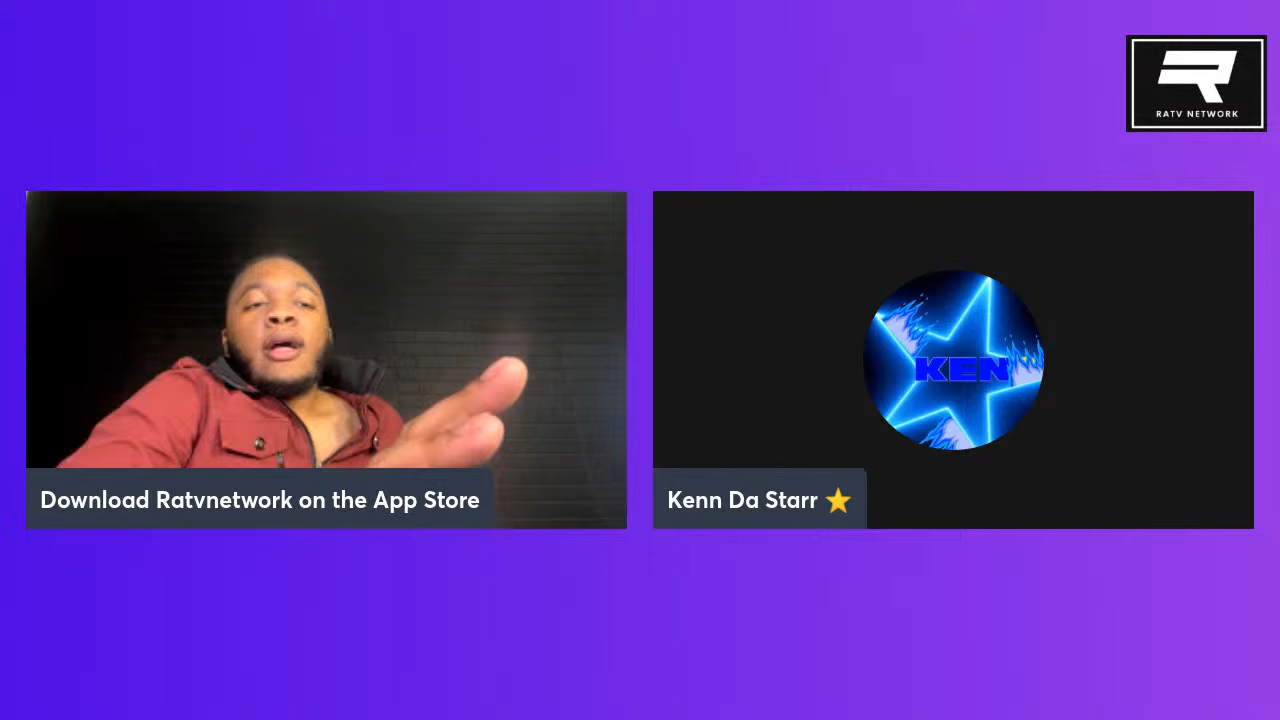 RATV NETWORK
KEN
Download Ratvnetwork on the App Store
Kenn Da Starr ⭐